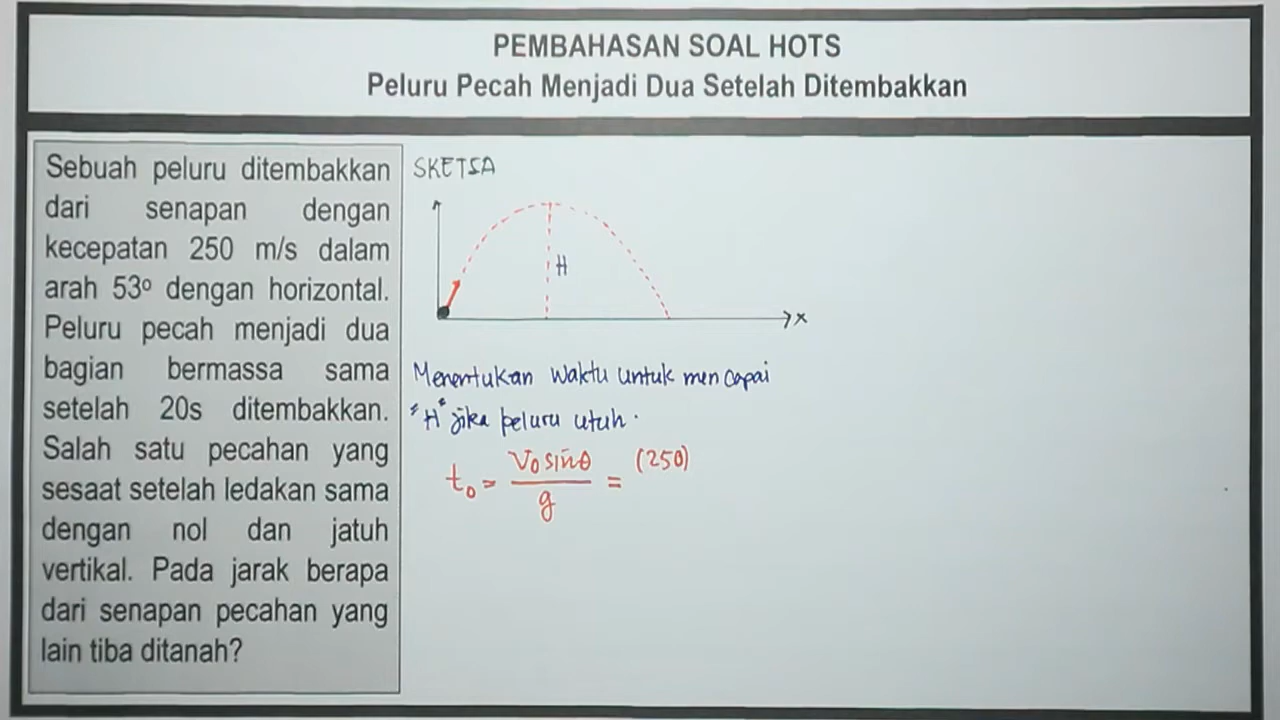 PEMBAHASAN SOAL HOTS
Peluru Pecah Menjadi Dua Setelah Ditembakkan
Sebuah peluru ditembakkan
dari senapan dengan
kecepatan 250 m/s dalam
arah 53º dengan horizontal.
Peluru pecah menjadi dua
bagian bermassa sama
setelah 20s ditembakkan.
Salah satu pecahan yang
sesaat setelah ledakan sama
dengan nol dan jatuh
vertikal. Pada jarak berapa
dari senapan pecahan yang
lain tiba ditanah?
SKETSA
H
x
Menentukan waktu untuk mencapai
"H" jika peluru utuh.
t₀ = V₀ sinθ / g = (250)